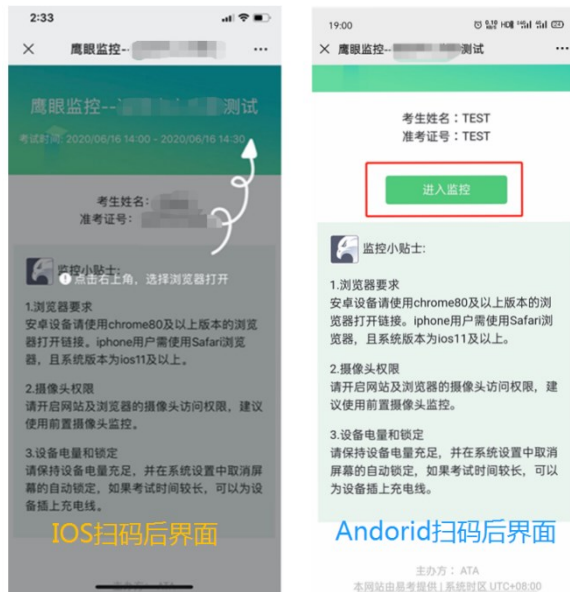 2:33
鹰眼监控--
鹰眼监控--
测试
考试时间: 2020/06/16 14:00 - 2020/06/16 14:30
考生姓名:
准考证号:
监控小贴士:
点击右上角，选择浏览器打开
1.浏览器要求
安卓设备请使用chrome80及以上版本的浏览
器打开链接。iphone用户需使用Safari浏览
器，且系统版本为ios11及以上。
2.摄像头权限
请开启网站及浏览器的摄像头访问权限，建议
使用前置摄像头监控。
3.设备电量和锁定
请保持设备电量充足，并在系统设置中取消屏
幕的自动锁定，如果考试时间较长，可以为设
备插上充电线。
IOS扫码后界面
19:00
鹰眼监控--
测试
考生姓名：TEST
准考证号：TEST
进入监控
监控小贴士:
1.浏览器要求
安卓设备请使用chrome80及以上版本的浏
览器打开链接。iphone用户需使用Safari浏
览器，且系统版本为ios11及以上。
2.摄像头权限
请开启网站及浏览器的摄像头访问权限，建
议使用前置摄像头监控。
3.设备电量和锁定
请保持设备电量充足，并在系统设置中取消
屏幕的自动锁定，如果考试时间较长，可以
为设备插上充电线。
Andorid扫码后界面
主办方：ATA
本网站由易考提供 | 系统时区 UTC+08:00